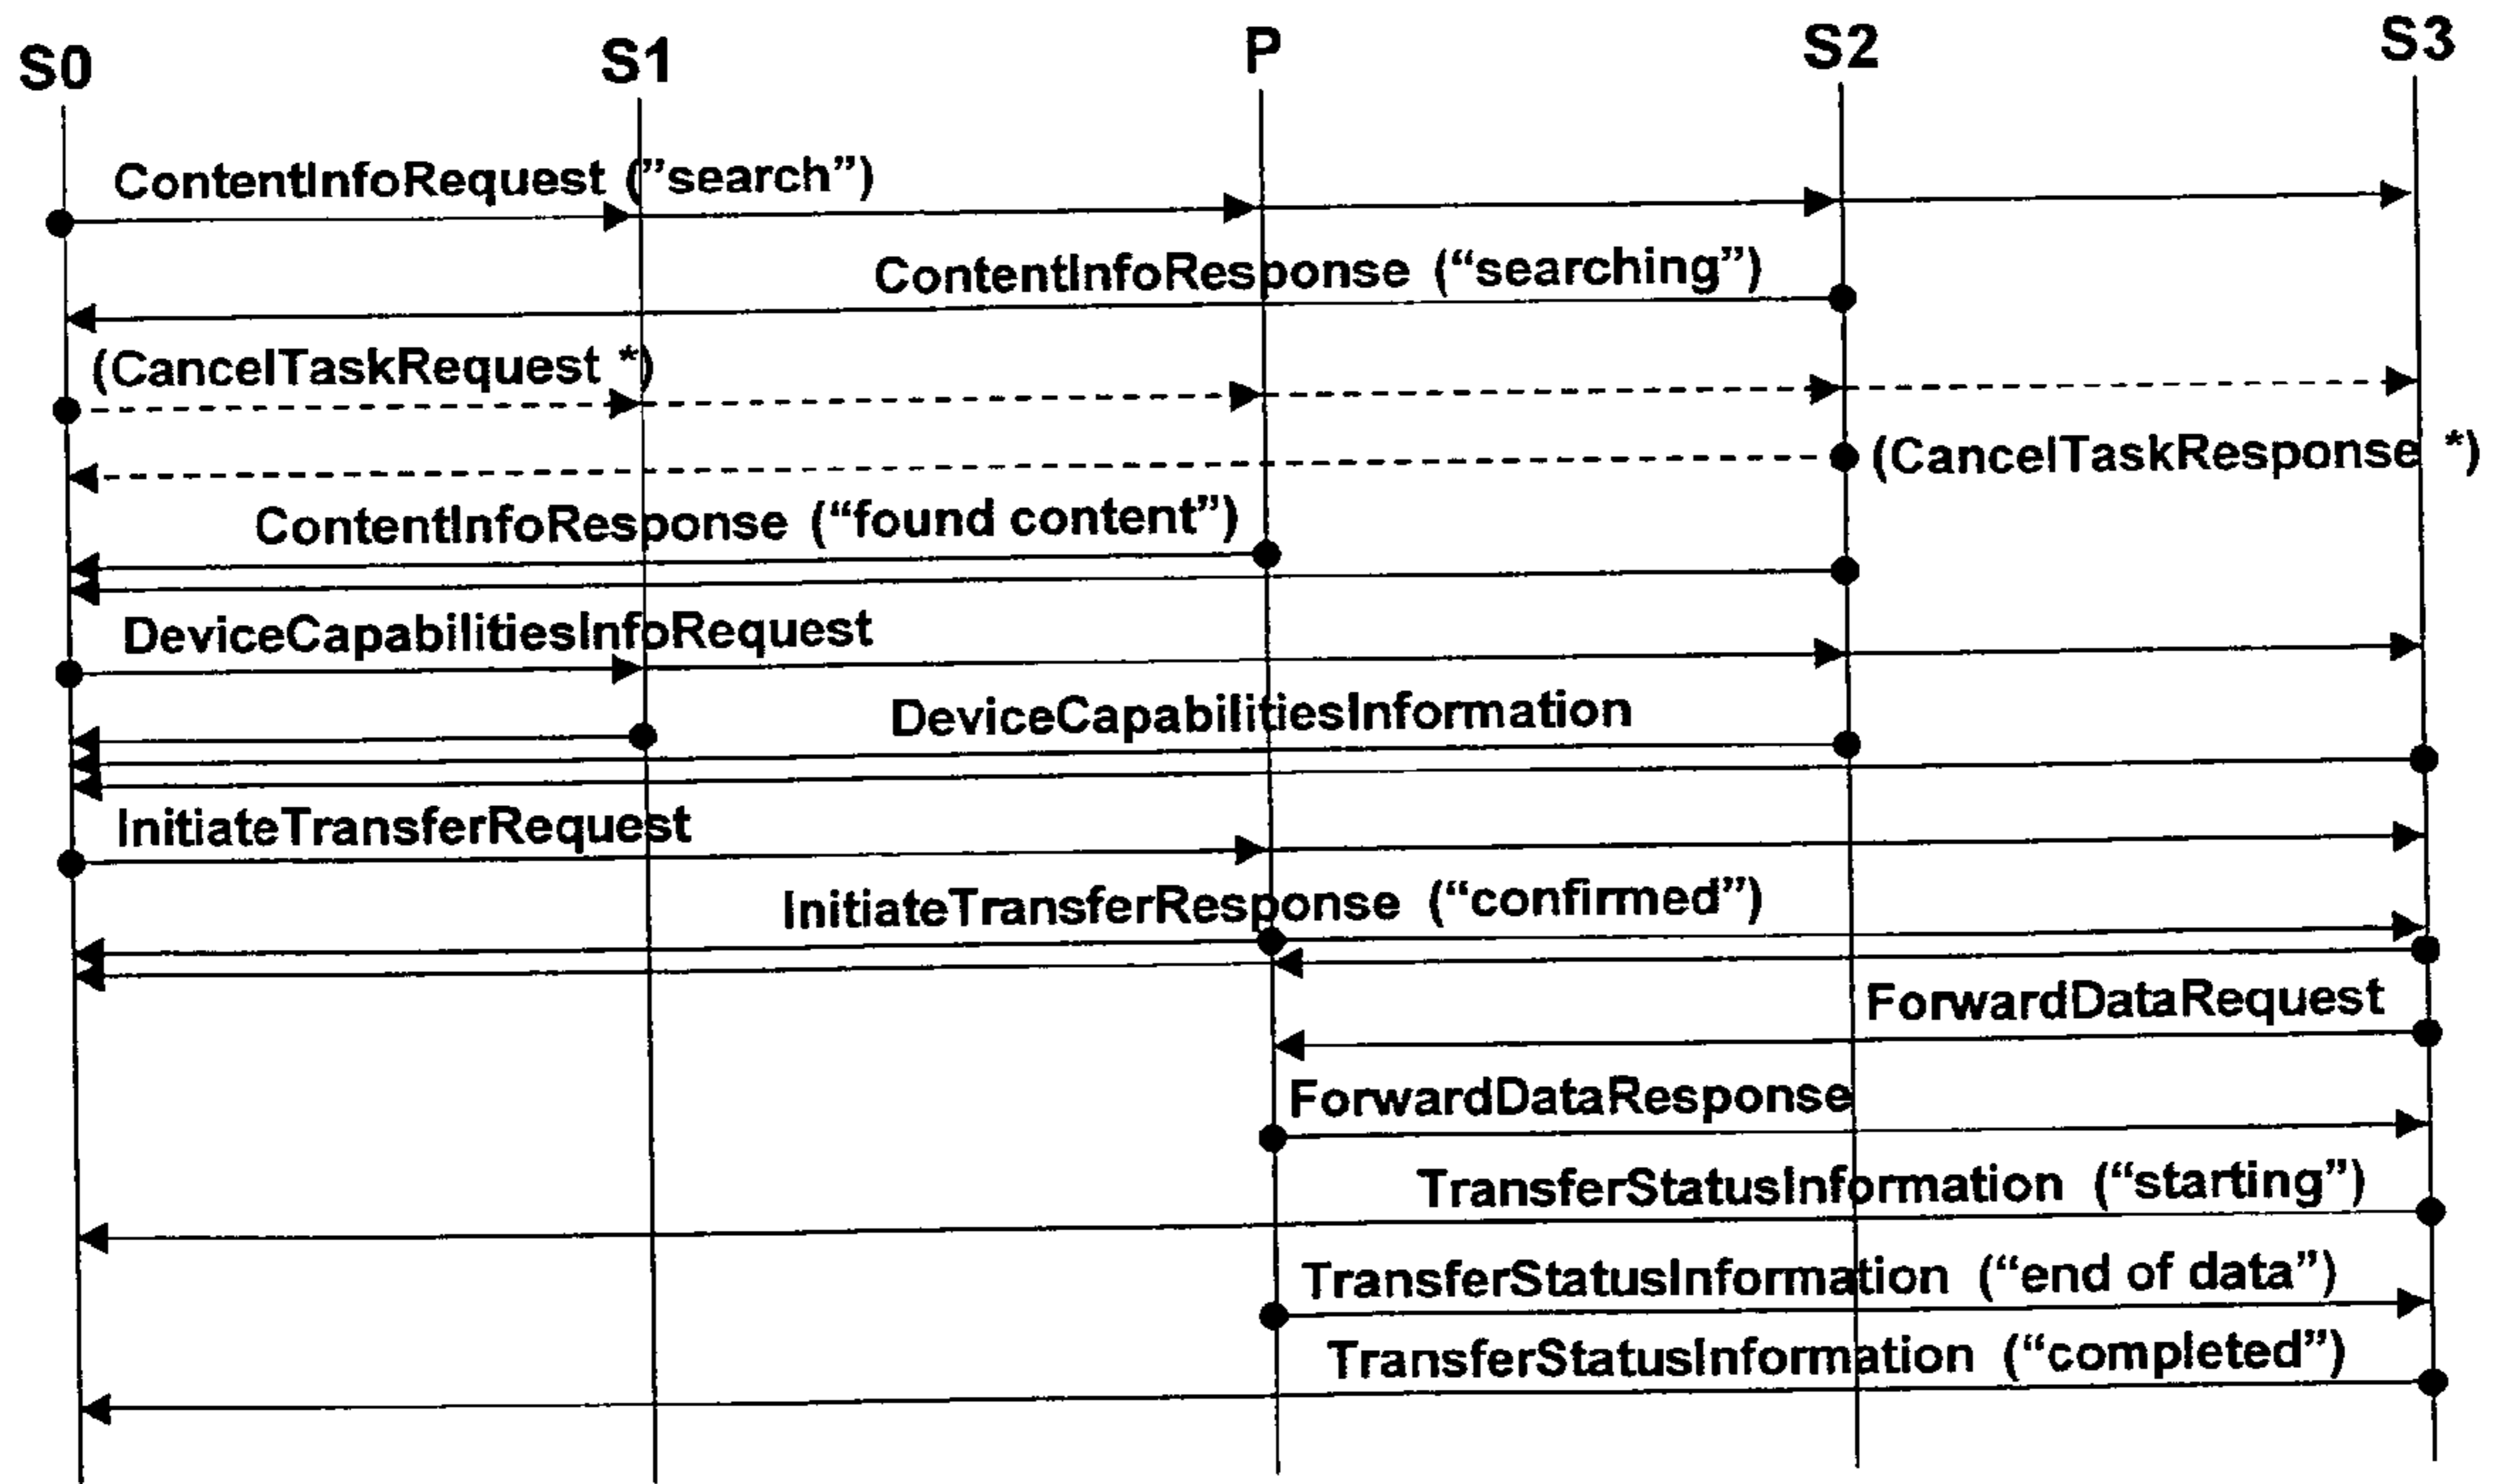 S0 S1 P S2 S3
ContentInfoRequest (”search”)
ContentInfoResponse (“searching”)
(CancelTaskRequest *)
(CancelTaskResponse *)
ContentInfoResponse (“found content”)
DeviceCapabilitiesInfoRequest
DeviceCapabilitiesInformation
InitiateTransferRequest
InitiateTransferResponse (“confirmed”)
ForwardDataRequest
ForwardDataResponse
TransferStatusInformation (“starting”)
TransferStatusInformation (“end of data”)
TransferStatusInformation (“completed”)